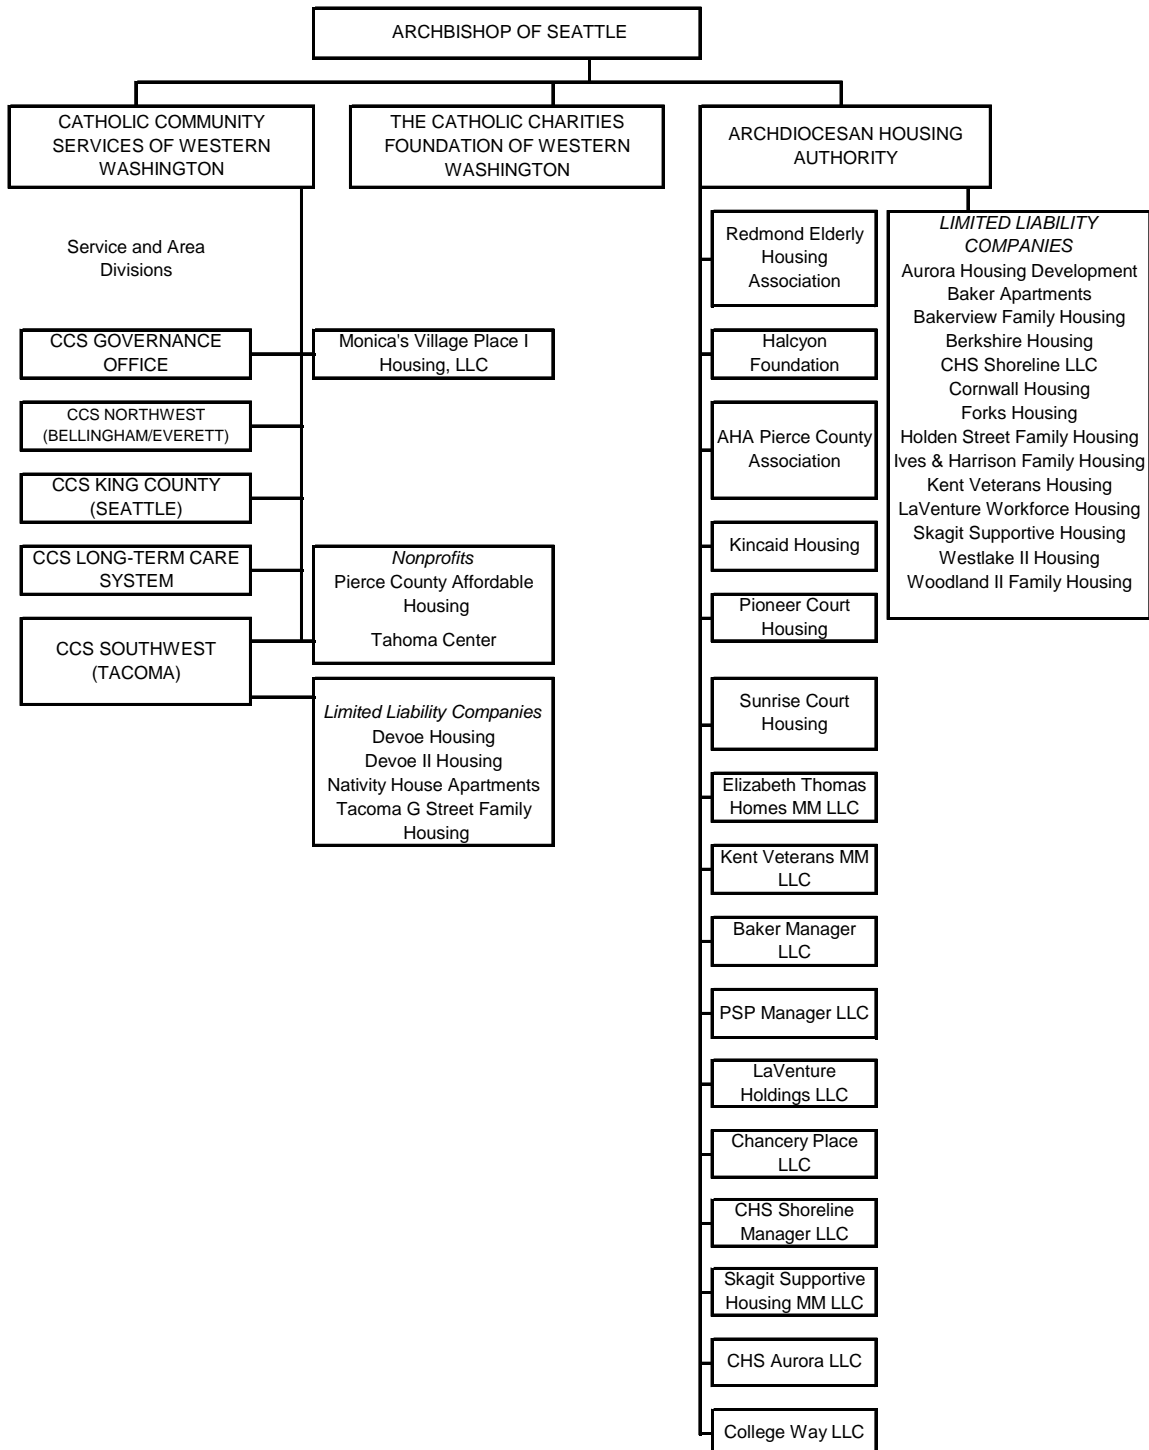 ARCHBISHOP OF SEATTLE
CATHOLIC COMMUNITY
SERVICES OF WESTERN
WASHINGTON
THE CATHOLIC CHARITIES
FOUNDATION OF WESTERN
WASHINGTON
ARCHDIOCESAN HOUSING
AUTHORITY
Service and Area
Divisions
CCS GOVERNANCE
OFFICE
CCS NORTHWEST
(BELLINGHAM/EVERETT)
CCS KING COUNTY
(SEATTLE)
CCS LONG-TERM CARE
SYSTEM
CCS SOUTHWEST
(TACOMA)
Monica's Village Place I
Housing, LLC
Nonprofits
Pierce County Affordable
Housing
Tahoma Center
Limited Liability Companies
Devoe Housing
Devoe II Housing
Nativity House Apartments
Tacoma G Street Family
Housing
Redmond Elderly
Housing
Association
Halcyon
Foundation
AHA Pierce County
Association
Kincaid Housing
Pioneer Court
Housing
Sunrise Court
Housing
Elizabeth Thomas
Homes MM LLC
Kent Veterans MM
LLC
Baker Manager
LLC
PSP Manager LLC
LaVenture
Holdings LLC
Chancery Place
LLC
CHS Shoreline
Manager LLC
Skagit Supportive
Housing MM LLC
CHS Aurora LLC
College Way LLC
LIMITED LIABILITY
COMPANIES
Aurora Housing Development
Baker Apartments
Bakerview Family Housing
Berkshire Housing
CHS Shoreline LLC
Cornwall Housing
Forks Housing
Holden Street Family Housing
Ives & Harrison Family Housing
Kent Veterans Housing
LaVenture Workforce Housing
Skagit Supportive Housing
Westlake II Housing
Woodland II Family Housing